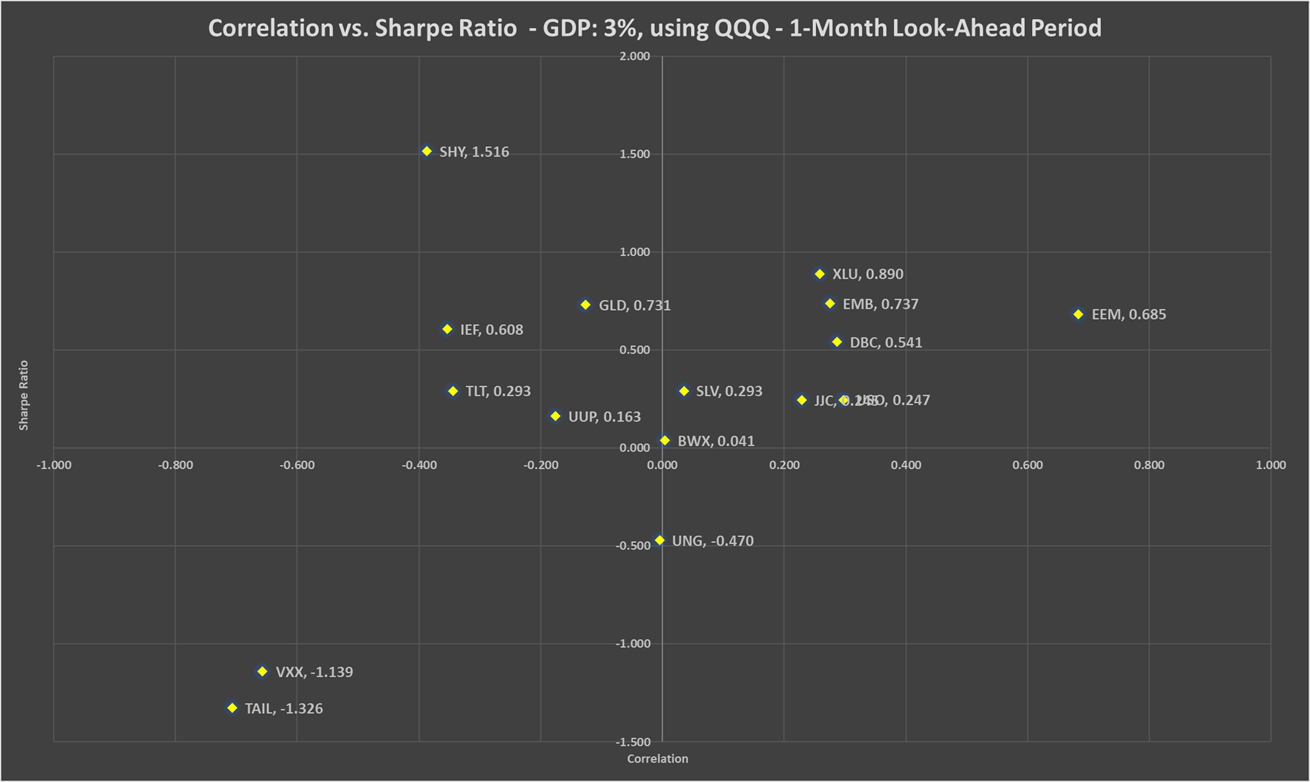 Correlation vs. Sharpe Ratio - GDP: 3%, using QQQ - 1-Month Look-Ahead Period
2.000
SHY, 1.516
1.500
1.000
XLU, 0.890
GLD, 0.731
EMB, 0.737
EEM, 0.685
IEF, 0.608
DBC, 0.541
0.500
TLT, 0.293
SLV, 0.293
Sharpe Ratio
JJC,
0.247
UUP, 0.163
BWX, 0.041
0.000
-1.000 -0.800 -0.600 -0.400 -0.200 0.000 0.200 0.400 0.600 0.800 1.000
-0.500
UNG, -0.470
-1.000
VXX, -1.139
TAIL, -1.326
-1.500
Correlation